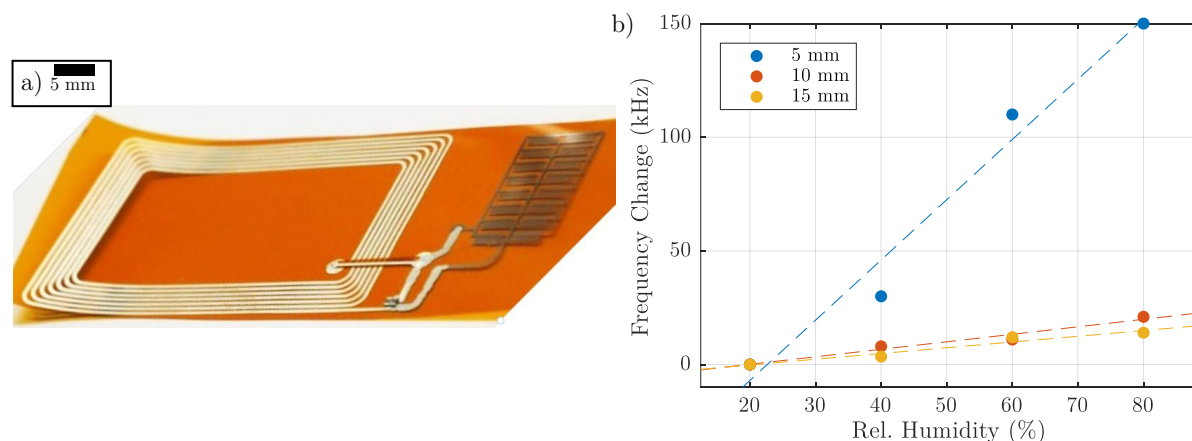 a) 5 mm
b)
5 mm
10 mm
15 mm
Frequency Change (kHz)
150
100
50
0
20 30 40 50 60 70 80
Rel. Humidity (%)